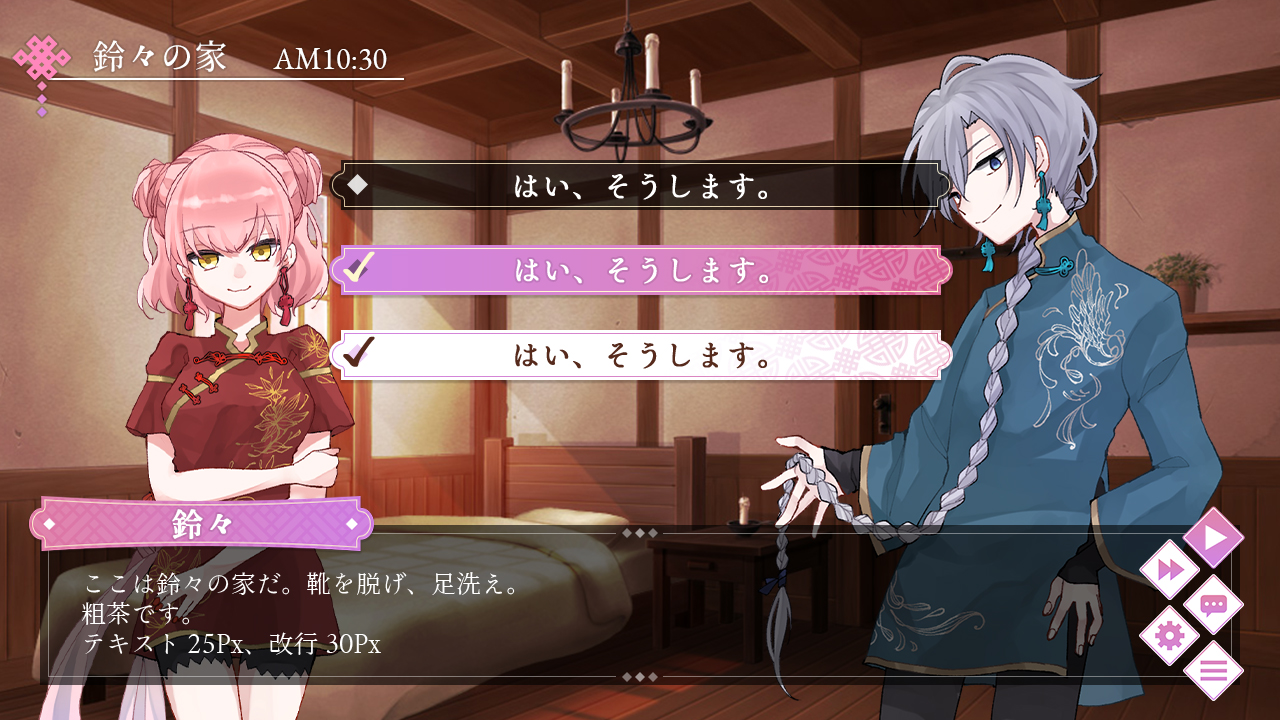 鈴々の家 AM10:30
はい、そうします。
はい、そうします。
はい、そうします。
鈴々
ここは鈴々の家だ。靴を脱げ、足洗え。
粗茶です。
テキスト 25Px、改行 30Px